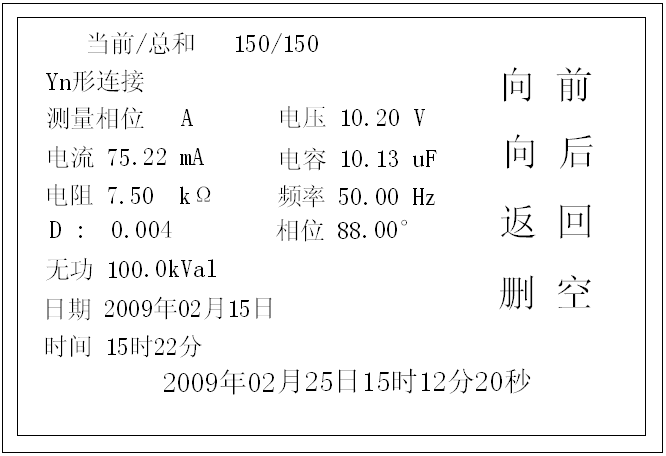 当前/总和 150/150
Yn形连接
测量相位 A 电压 10.20 V
电流 75.22 mA 电容 10.13 uF
电阻 7.50 kΩ 频率 50.00 Hz
D : 0.004 相位 88.00°
无功 100.0kVal
日期 2009年02月15日
时间 15时22分
2009年02月25日15时12分20秒
向 前
向 后
返 回
删 空